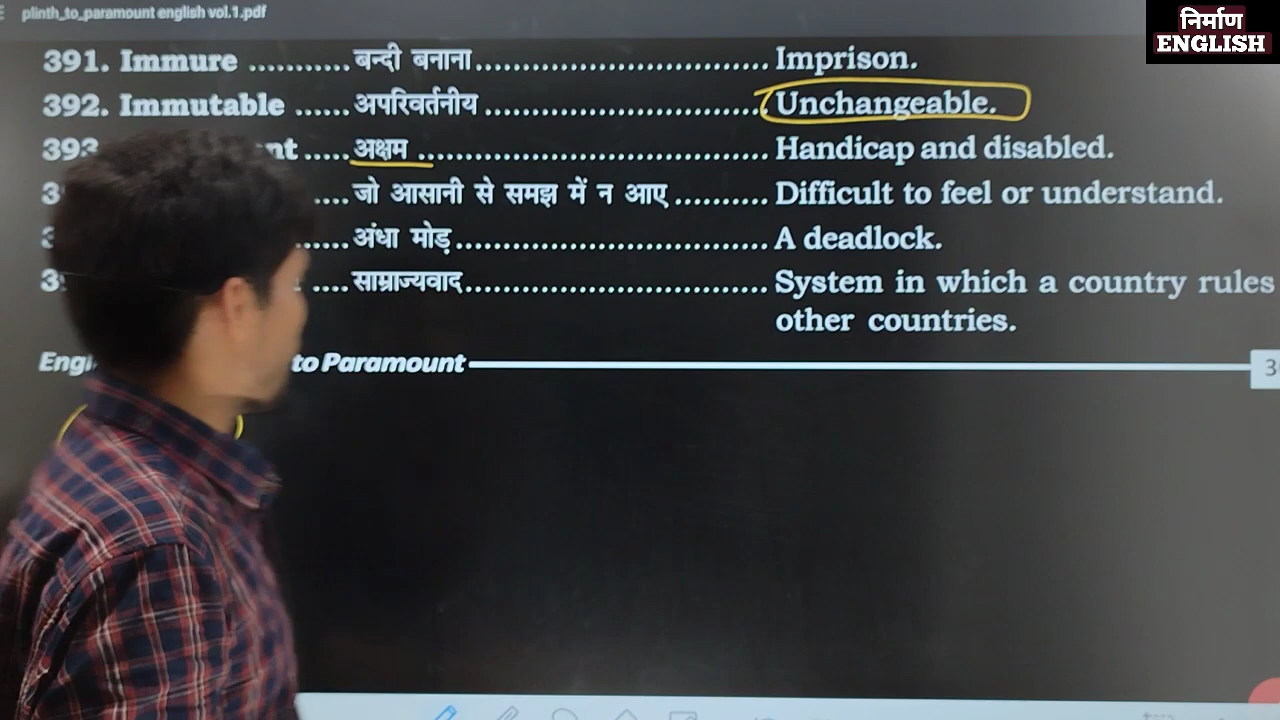 plinth_to_paramount english vol.1.pdf
निर्माण
ENGLISH
391. Immure ........... बन्दी बनाना ............................... Imprison.
392. Immutable ...... अपरिवर्तनीय .............................. Unchangeable.
393 nt ..... अक्षम .................................... Handicap and disabled.
.... जो आसानी से समझ में न आए .......... Difficult to feel or understand.
..... अंधा मोड़ ................................. A deadlock.
.... साम्राज्यवाद ................................ System in which a country rules
other countries.
to Paramount